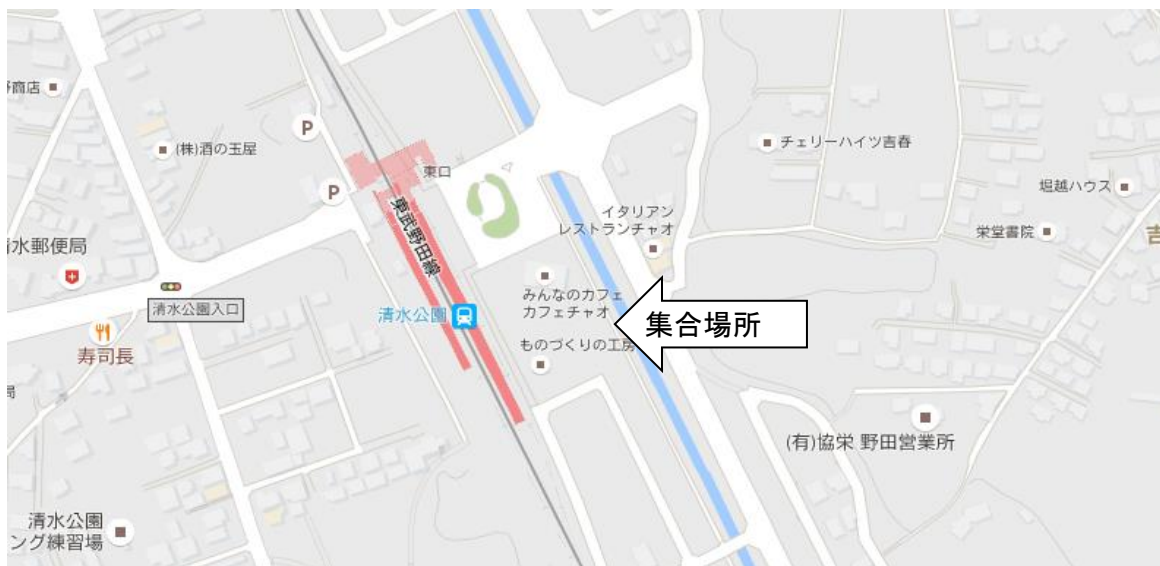 商店
(株)酒の玉屋
P
P
東口
東武野田線
チェリーハイツ吉春
堀越ハウス
栄堂書院
吉
イタリアン
レストランチャオ
清水郵便局
清水公園入口
寿司長
局
清水公園
みんなのカフェ
カフェチャオ
ものづくりの工房
集合場所
(有)協栄 野田営業所
清水公園
ング練習場